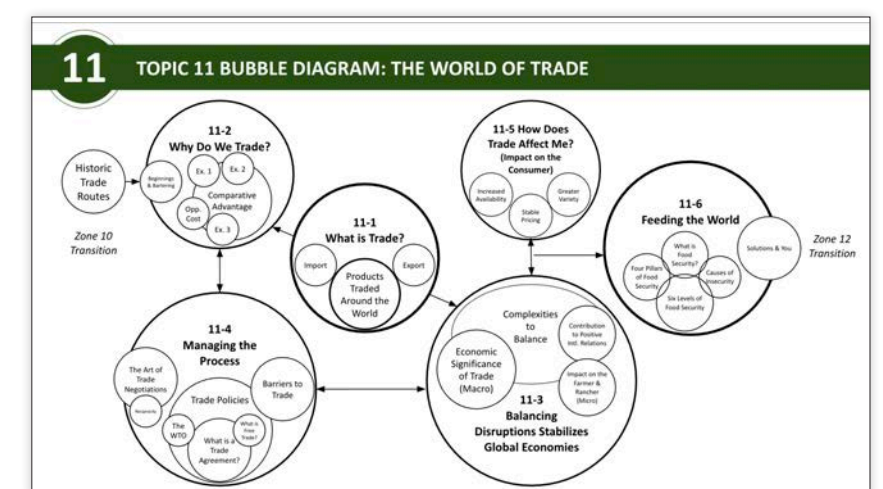 11
TOPIC 11 BUBBLE DIAGRAM: THE WORLD OF TRADE
Historic
Trade
Routes
Zone 10
Transition
11-2
Why Do We Trade?
Beginnings
& Bartering
Ex. 1
Ex. 2
Comparative
Advantage
Opp.
Cost
Ex. 3
11-1
What is Trade?
Import
Export
Products
Traded
Around the
World
11-5 How Does
Trade Affect Me?
(Impact on the
Consumer)
Increased
Availability
Stable
Pricing
Greater
Variety
11-6
Feeding the World
What is
Food
Security?
Four Pillars
of Food
Security
Causes of
Insecurity
Six Levels of
Food Security
Solutions & You
Zone 12
Transition
11-4
Managing the
Process
The Art of
Trade
Negotiations
Reciprocity
Barriers to
Trade
Trade Policies
The
WTO
What is
Free
Trade?
What is a
Trade
Agreement?
Complexities
to
Balance
Economic
Significance
of Trade
(Macro)
Contribution
to Positive
Intl. Relations
Impact on the
Farmer &
Rancher
(Micro)
11-3
Balancing
Disruptions Stabilizes
Global Economies